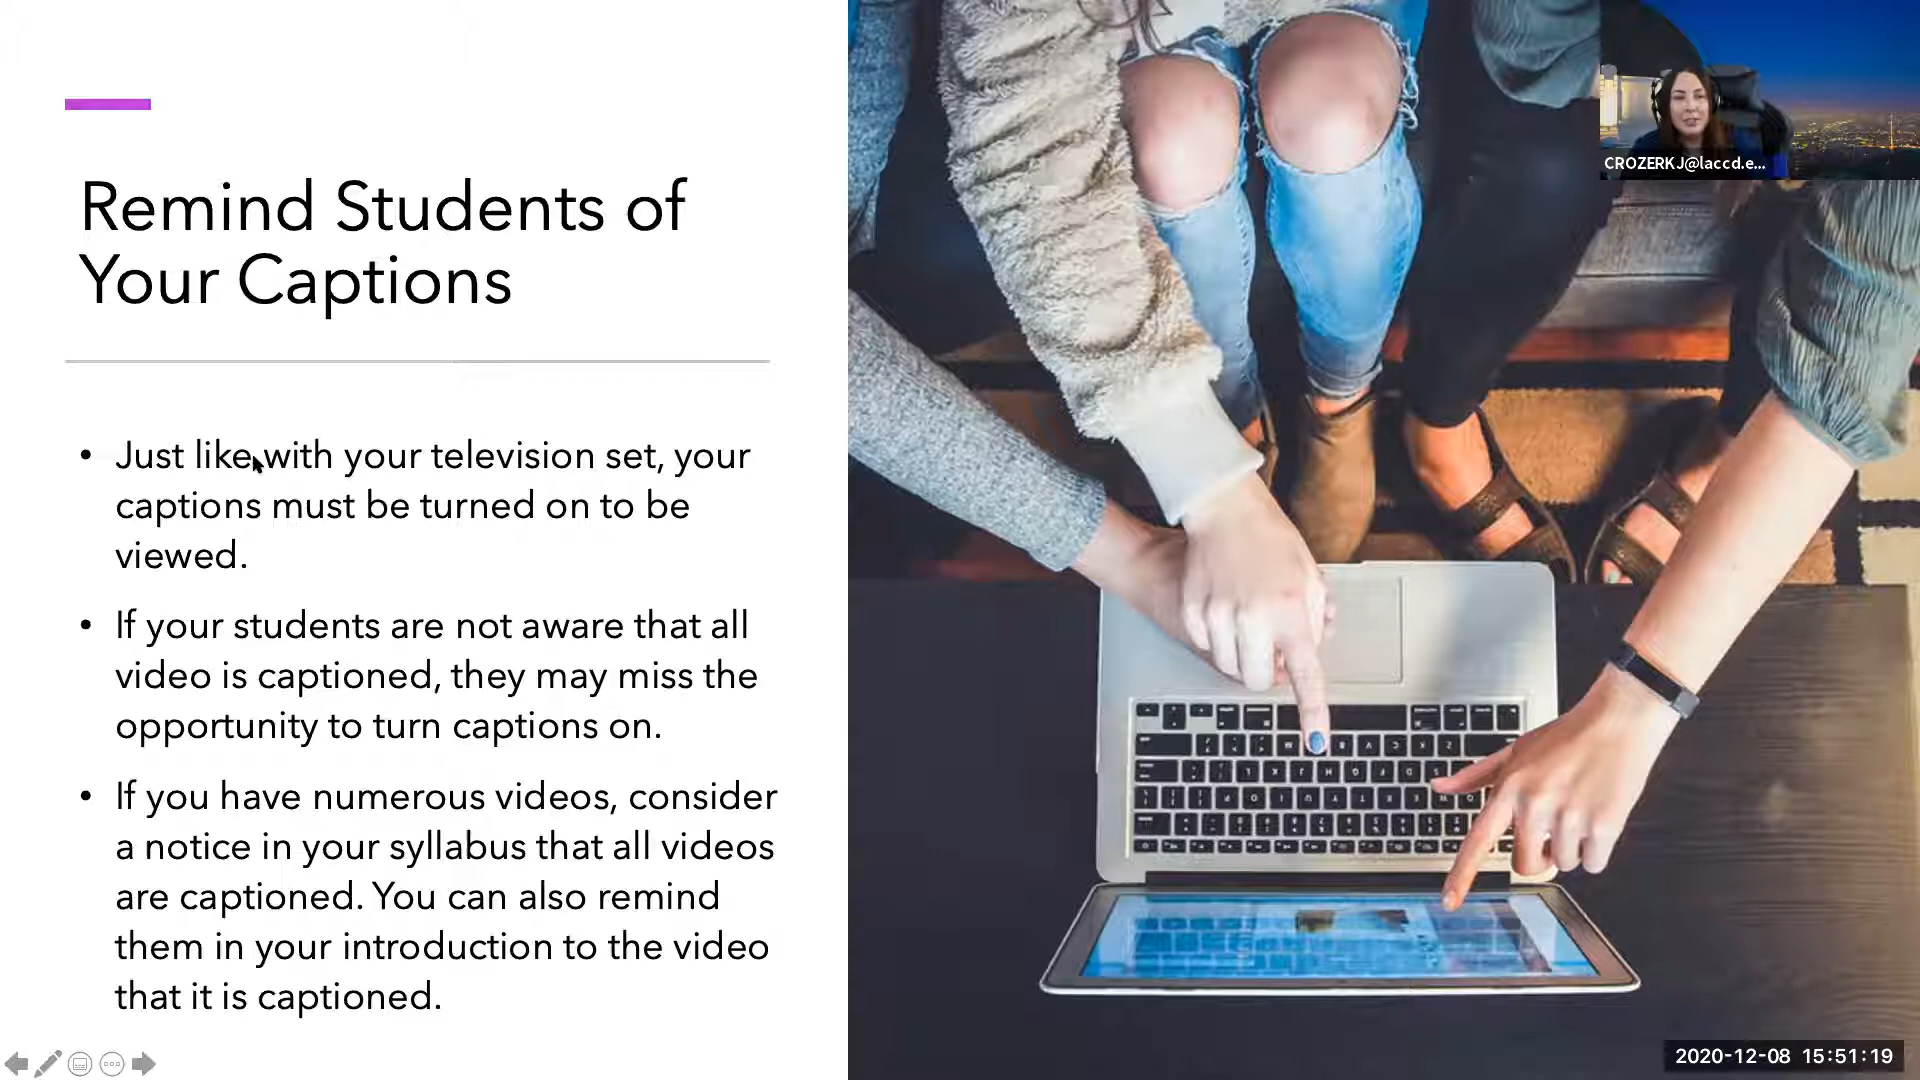 Remind Students of
Your Captions
• Just like with your television set, your
captions must be turned on to be
viewed.
• If your students are not aware that all
video is captioned, they may miss the
opportunity to turn captions on.
• If you have numerous videos, consider
a notice in your syllabus that all videos
are captioned. You can also remind
them in your introduction to the video
that it is captioned.
CROZERKJ@laccd.e...
2020-12-08 15:51:19